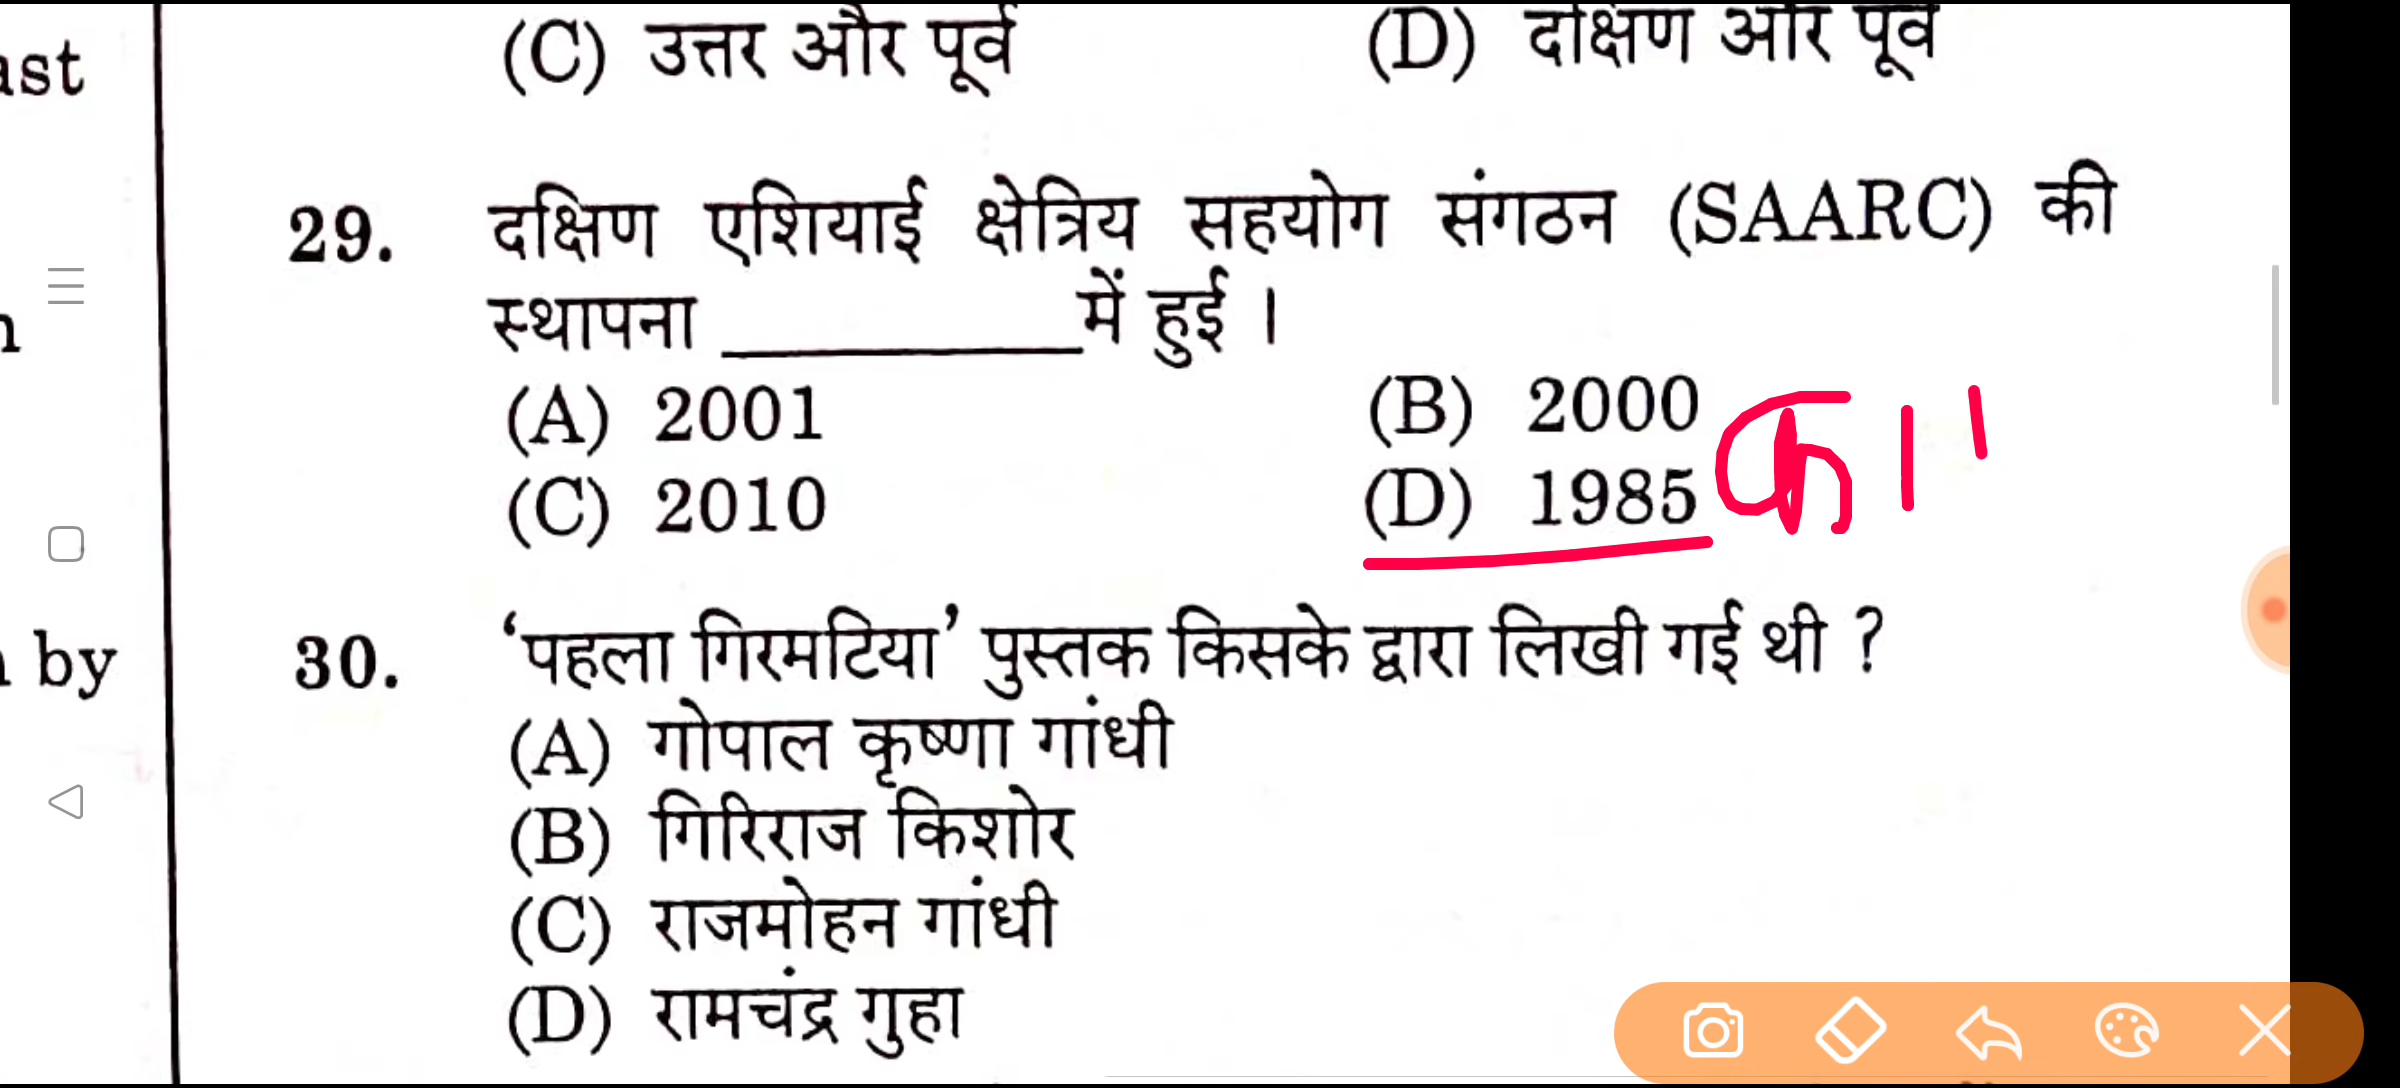 (C) उत्तर और पूर्व (D) दक्षिण और पूर्व
ast
29. दक्षिण एशियाई क्षेत्रिय सहयोग संगठन (SAARC) की
स्थापना __________ में हुई ।
(A) 2001 (B) 2000
(C) 2010 (D) 1985
by
30. ‘पहला गिरमटिया’ पुस्तक किसके द्वारा लिखी गई थी ?
(A) गोपाल कृष्णा गांधी
(B) गिरिराज किशोर
(C) राजमोहन गांधी
(D) रामचंद्र गुहा